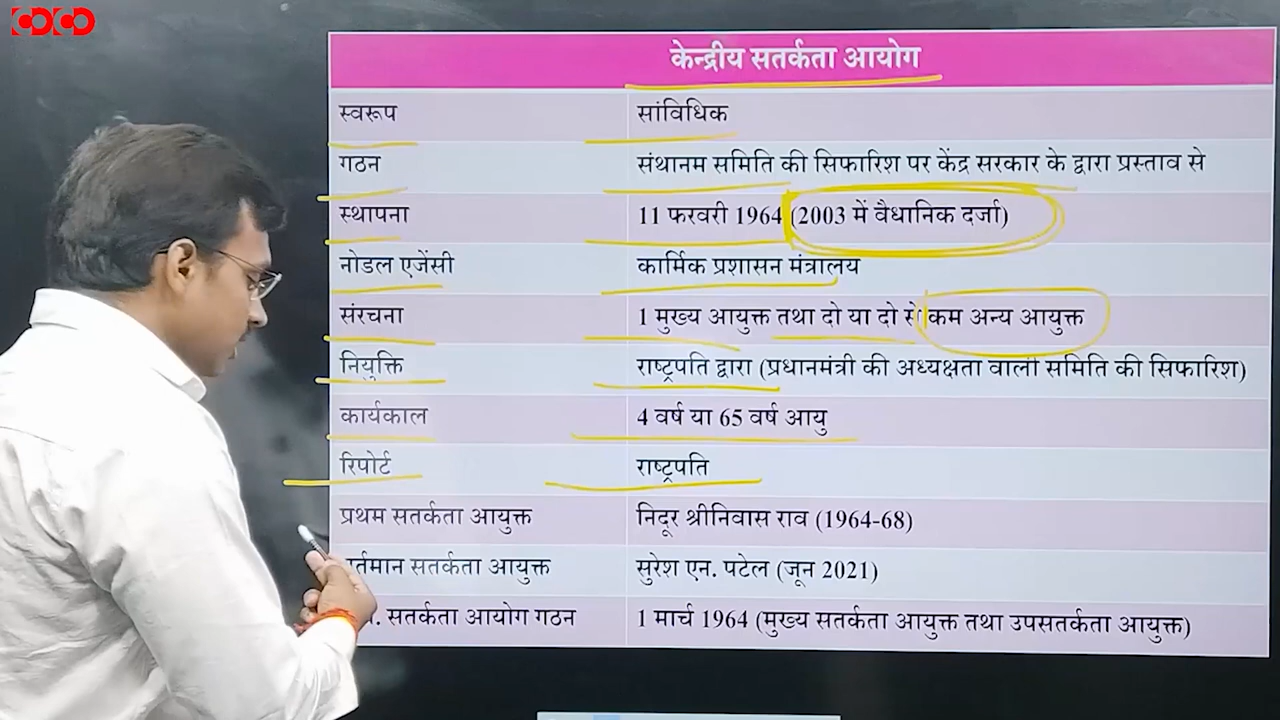 COCO
केन्द्रीय सतर्कता आयोग
स्वरूप सांविधिक
गठन संथानम समिति की सिफारिश पर केंद्र सरकार के द्वारा प्रस्ताव से
स्थापना 11 फरवरी 1964 (2003 में वैधानिक दर्जा)
नोडल एजेंसी कार्मिक प्रशासन मंत्रालय
संरचना 1 मुख्य आयुक्त तथा दो या दो से कम अन्य आयुक्त
नियुक्ति राष्ट्रपति द्वारा (प्रधानमंत्री की अध्यक्षता वाली समिति की सिफारिश)
कार्यकाल 4 वर्ष या 65 वर्ष आयु
रिपोर्ट राष्ट्रपति
प्रथम सतर्कता आयुक्त निदूर श्रीनिवास राव (1964-68)
सतर्कता आयुक्त सुरेश एन. पटेल (जून 2021)
सतर्कता आयोग गठन 1 मार्च 1964 (मुख्य सतर्कता आयुक्त तथा उपसतर्कता आयुक्त)